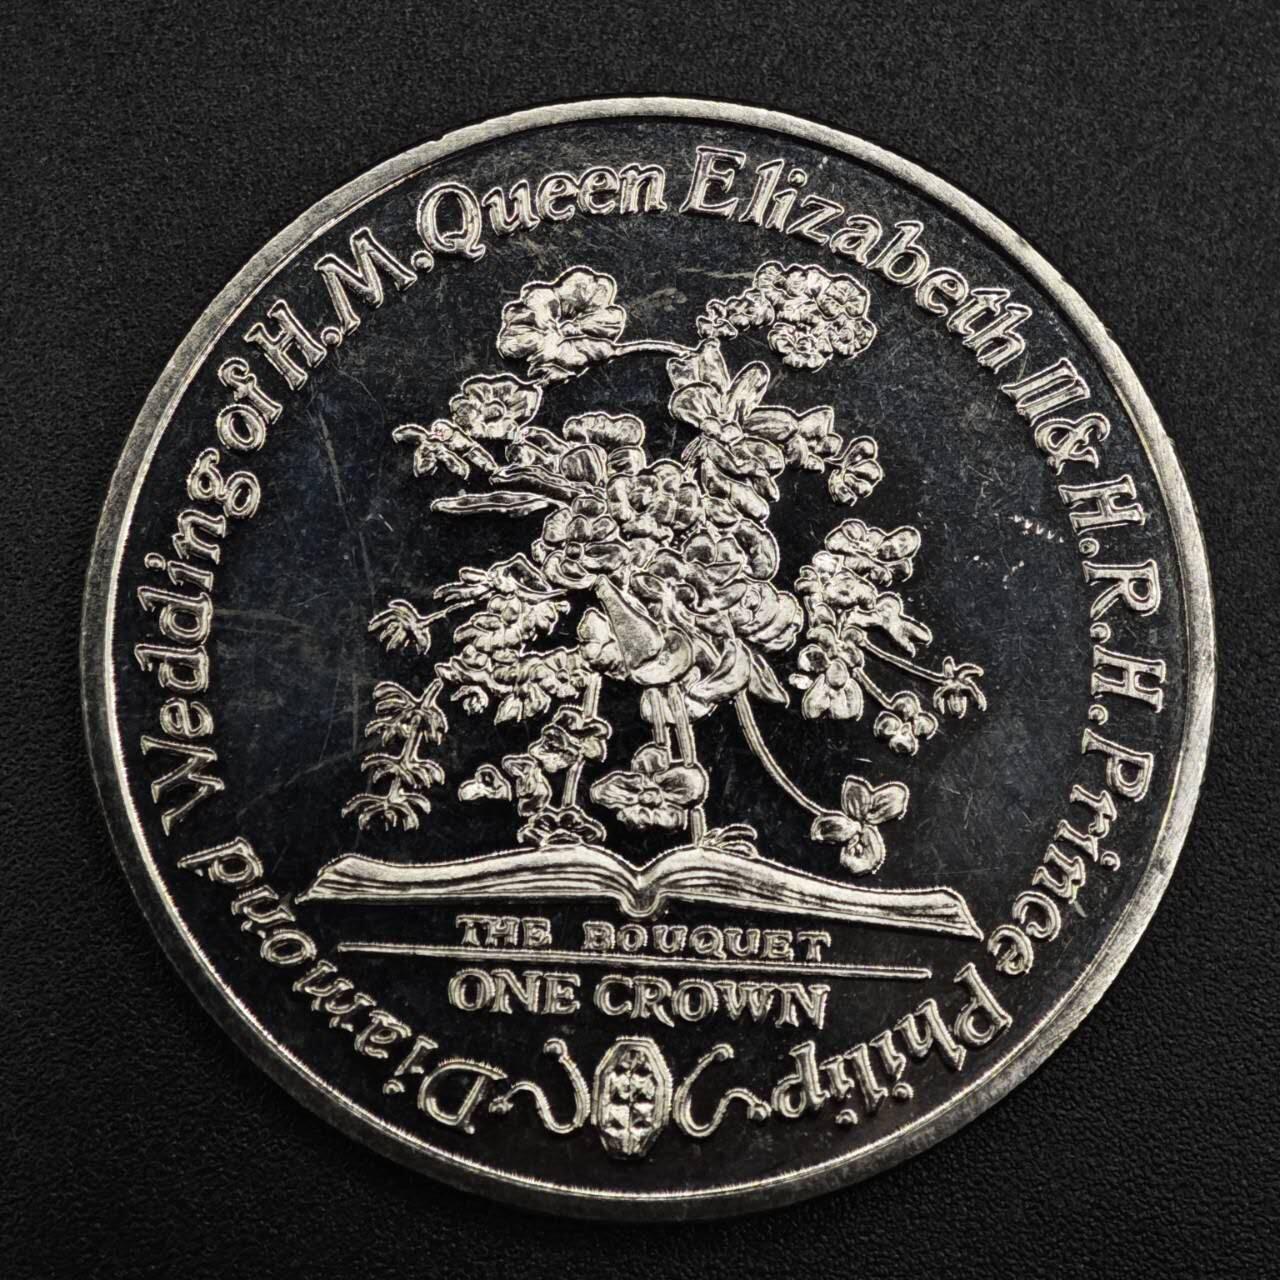 Diamond Wedding of H.M. Queen Elizabeth II & H.R.H. Prince Philip
THE BOUQUET
ONE CROWN